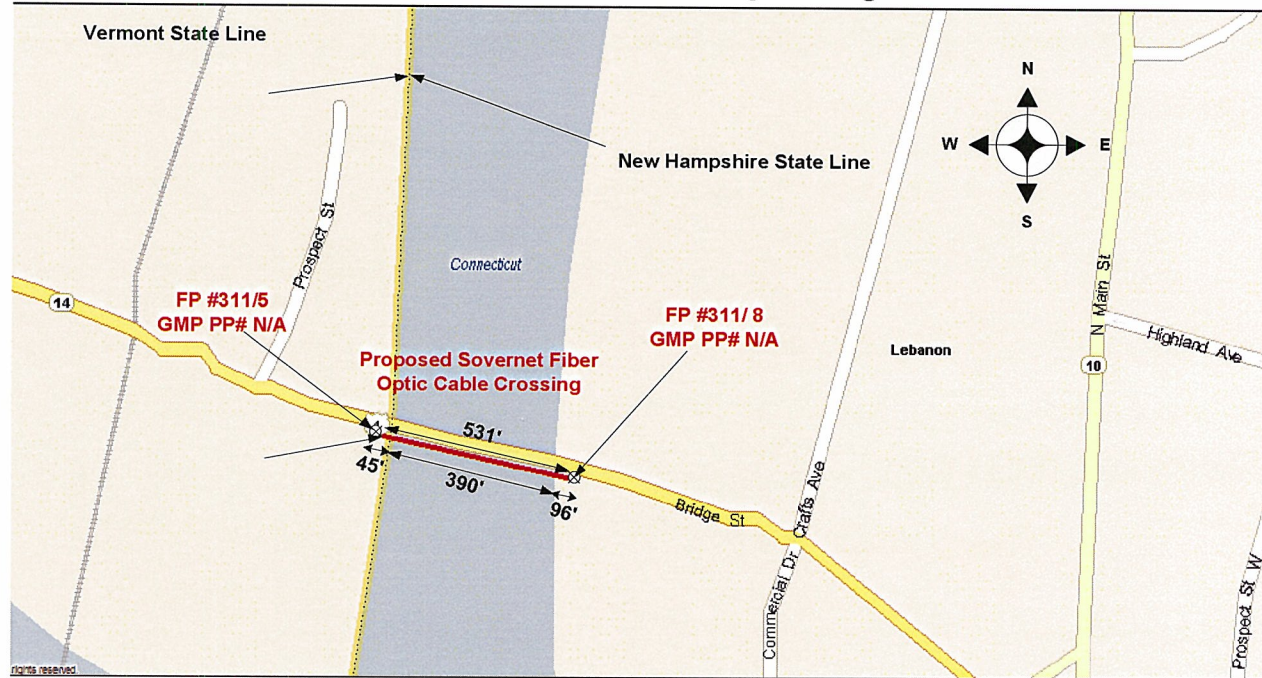 Vermont State Line
N
W
E
S
New Hampshire State Line
Prospect St
Connecticut
14
FP #311/5
GMP PP# N/A
FP #311/ 8
GMP PP# N/A
Proposed Sovernet Fiber
Optic Cable Crossing
Lebanon
N Main St
Highland Ave
10
531'
45'
390'
96'
Bridge St
Crafts Ave
Commercial Dr
Prospect St W
rights reserved.